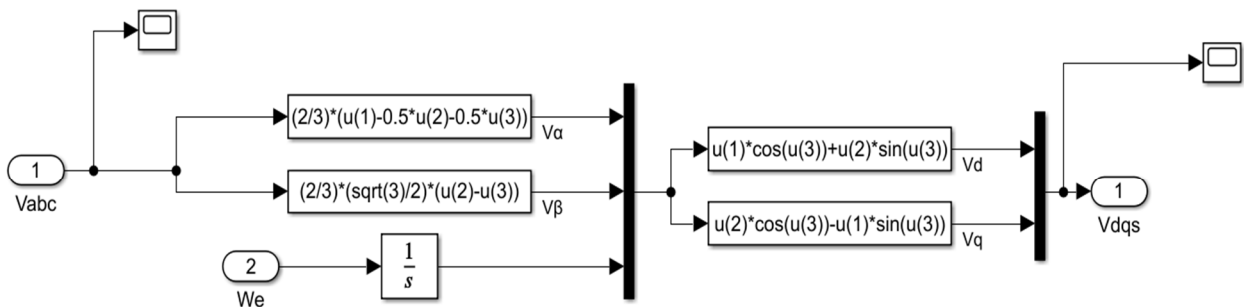 (2/3)*(u(1)-0.5*u(2)-0.5*u(3))
Vα
u(1)*cos(u(3))+u(2)*sin(u(3))
Vd
1
Vabc
(2/3)*(sqrt(3)/2)*(u(2)-u(3))
Vβ
1
Vdqs
u(2)*cos(u(3))-u(1)*sin(u(3))
Vq
2
We
1
s